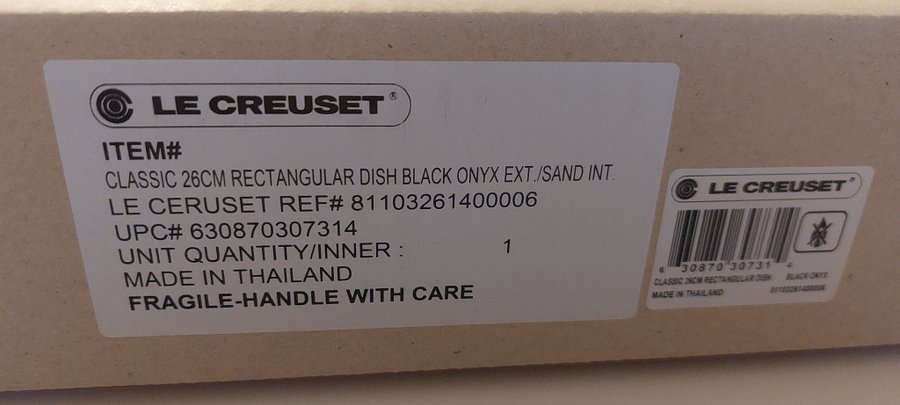 LE CREUSET®
ITEM#
CLASSIC 26CM RECTANGULAR DISH BLACK ONYX EXT./SAND INT.
LE CERUSET REF# 81103261400006
UPC# 630870307314
UNIT QUANTITY/INNER : 1
MADE IN THAILAND
FRAGILE-HANDLE WITH CARE
LE CREUSET®
6 30870 30731 4
CLASSIC 26CM RECTANGULAR DISH BLACK ONYX
MADE IN THAILAND 81103261400006